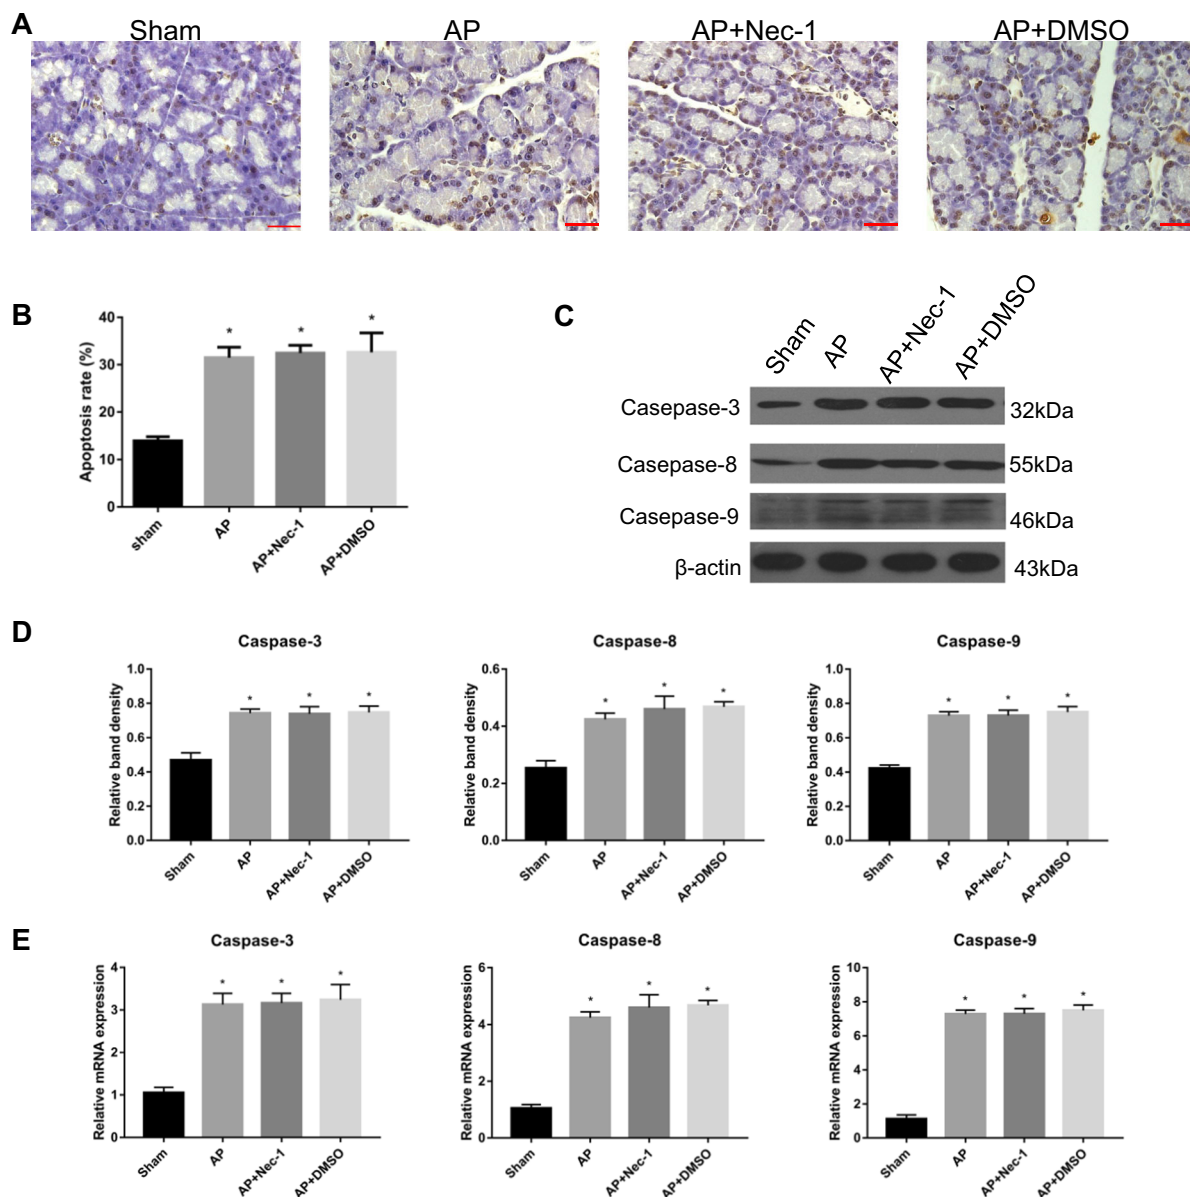 A
Sham
AP
AP+Nec-1
AP+DMSO
B
40
30
20
10
0
Apoptosis rate (%)
*
*
*
sham
AP
AP+Nec-1
AP+DMSO
C
Sham
AP
AP+Nec-1
AP+DMSO
Casepase-3
32kDa
Casepase-8
55kDa
Casepase-9
46kDa
β-actin
43kDa
D
Caspase-3
1.0
0.8
0.6
0.4
0.2
0.0
Relative band density
*
*
*
Sham
AP
AP+Nec-1
AP+DMSO
Caspase-8
0.6
0.4
0.2
0.0
Relative band density
*
*
*
Sham
AP
AP+Nec-1
AP+DMSO
Caspase-9
1.0
0.8
0.6
0.4
0.2
0.0
Relative band density
*
*
*
Sham
AP
AP+Nec-1
AP+DMSO
E
Caspase-3
4
3
2
1
0
Relative mRNA expression
*
*
*
Sham
AP
AP+Nec-1
AP+DMSO
Caspase-8
6
4
2
0
Relative mRNA expression
*
*
*
Sham
AP
AP+Nec-1
AP+DMSO
Caspase-9
10
8
6
4
2
0
Relative mRNA expression
*
*
*
Sham
AP
AP+Nec-1
AP+DMSO